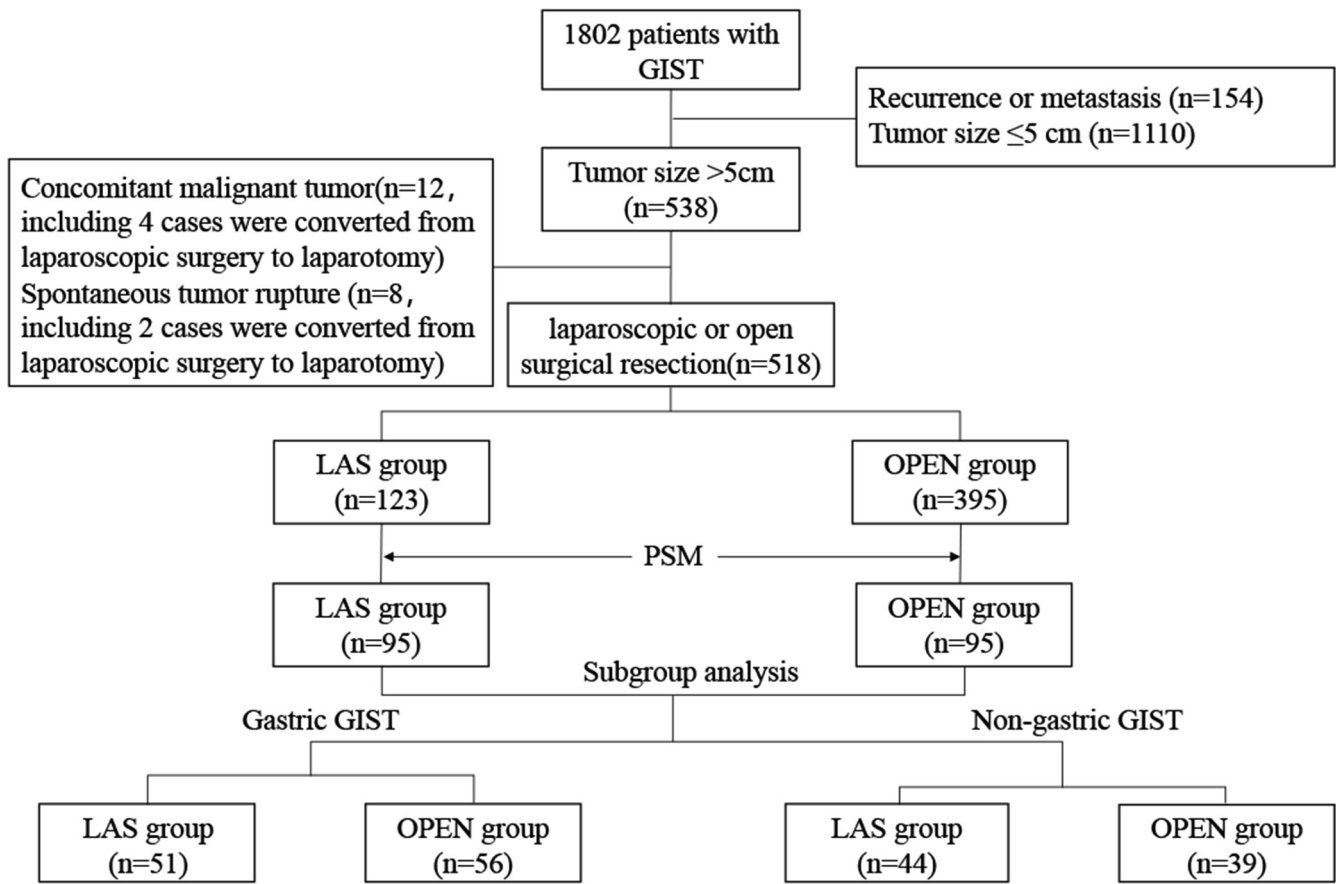 1802 patients with
GIST
Recurrence or metastasis (n=154)
Tumor size ≤5 cm (n=1110)
Tumor size >5cm
(n=538)
Concomitant malignant tumor(n=12,
including 4 cases were converted from
laparoscopic surgery to laparotomy)
Spontaneous tumor rupture (n=8,
including 2 cases were converted from
laparoscopic surgery to laparotomy)
laparoscopic or open
surgical resection(n=518)
LAS group
(n=123)
OPEN group
(n=395)
PSM
LAS group
(n=95)
OPEN group
(n=95)
Subgroup analysis
Gastric GIST
Non-gastric GIST
LAS group
(n=51)
OPEN group
(n=56)
LAS group
(n=44)
OPEN group
(n=39)